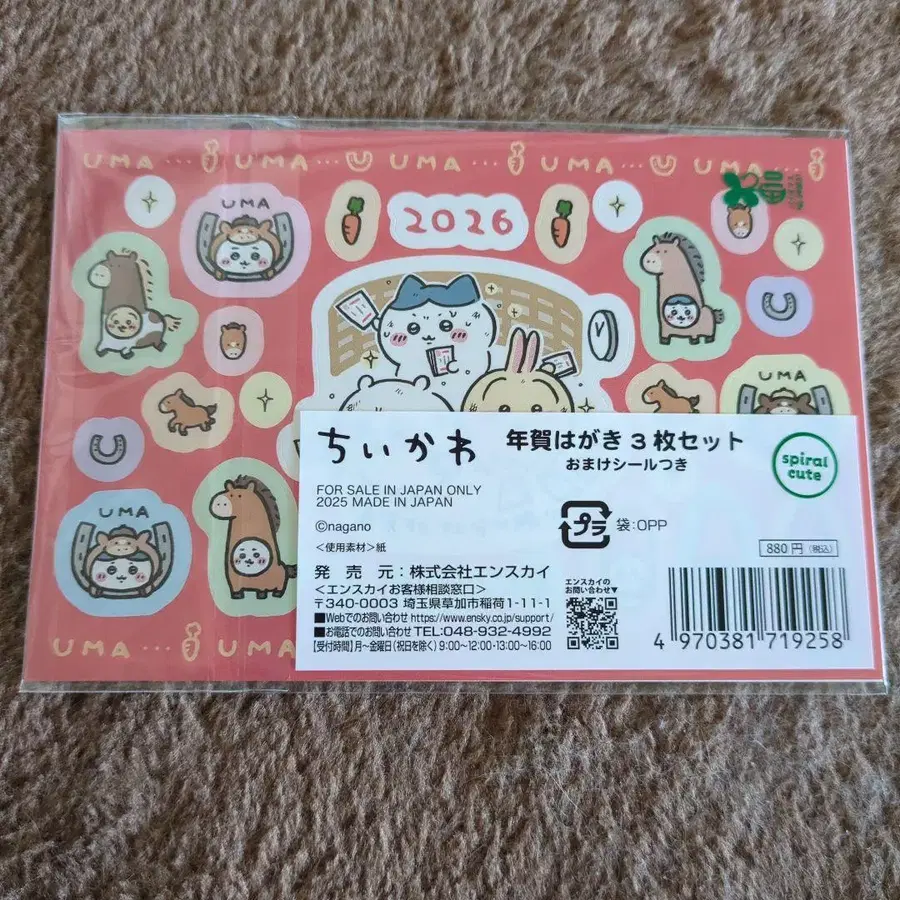 UMA UMA UMA UMA
2026
UMA
UMA
UMA
UMA UMA
ちいかわ
年賀はがき3枚セット
おまけシールつき
spiral
cute
FOR SALE IN JAPAN ONLY
2025 MADE IN JAPAN
©nagano
<使用素材>紙
プラ
袋:OPP
880円(税込)
発売元:株式会社エンスカイ
<エンスカイお客様相談窓口>
〒340-0003 埼玉県草加市稲荷1-11-1
■Webでのお問い合わせ https://www.ensky.co.jp/support/
■お電話でのお問い合わせ TEL:048-932-4992
【受付時間】月〜金曜日(祝日を除く) 9:00〜12:00・13:00〜16:00
エンスカイの
お問い合わせ▼
4 970381 719258